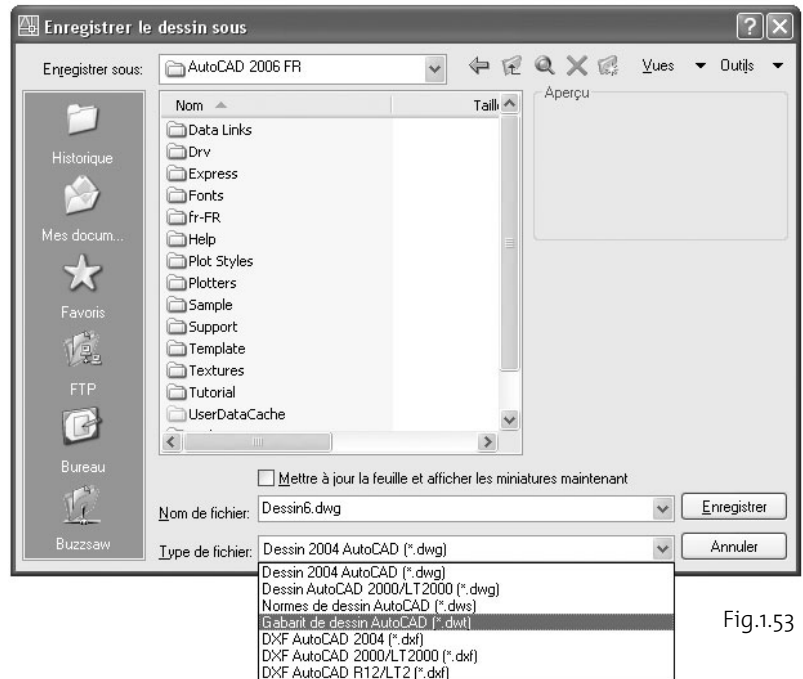 Enregistrer le dessin sous
Enregistrer sous: AutoCAD 2006 FR Vues Outils
Historique
Mes docum...
Favoris
FTP
Bureau
Buzzsaw
Nom Taill
Data Links
Drv
Express
Fonts
fr-FR
Help
Plot Styles
Plotters
Sample
Support
Template
Textures
Tutorial
UserDataCache
Aperçu
Mettre à jour la feuille et afficher les miniatures maintenant
Nom de fichier: Dessin6.dwg Enregistrer
Type de fichier: Dessin 2004 AutoCAD (*.dwg) Annuler
Dessin 2004 AutoCAD (*.dwg)
Dessin AutoCAD 2000/LT2000 (*.dwg)
Normes de dessin AutoCAD (*.dws)
Gabarit de dessin AutoCAD (*.dwt)
DXF AutoCAD 2004 (*.dxf)
DXF AutoCAD 2000/LT2000 (*.dxf)
DXF AutoCAD R12/LT2 (*.dxf)
Fig.1.53